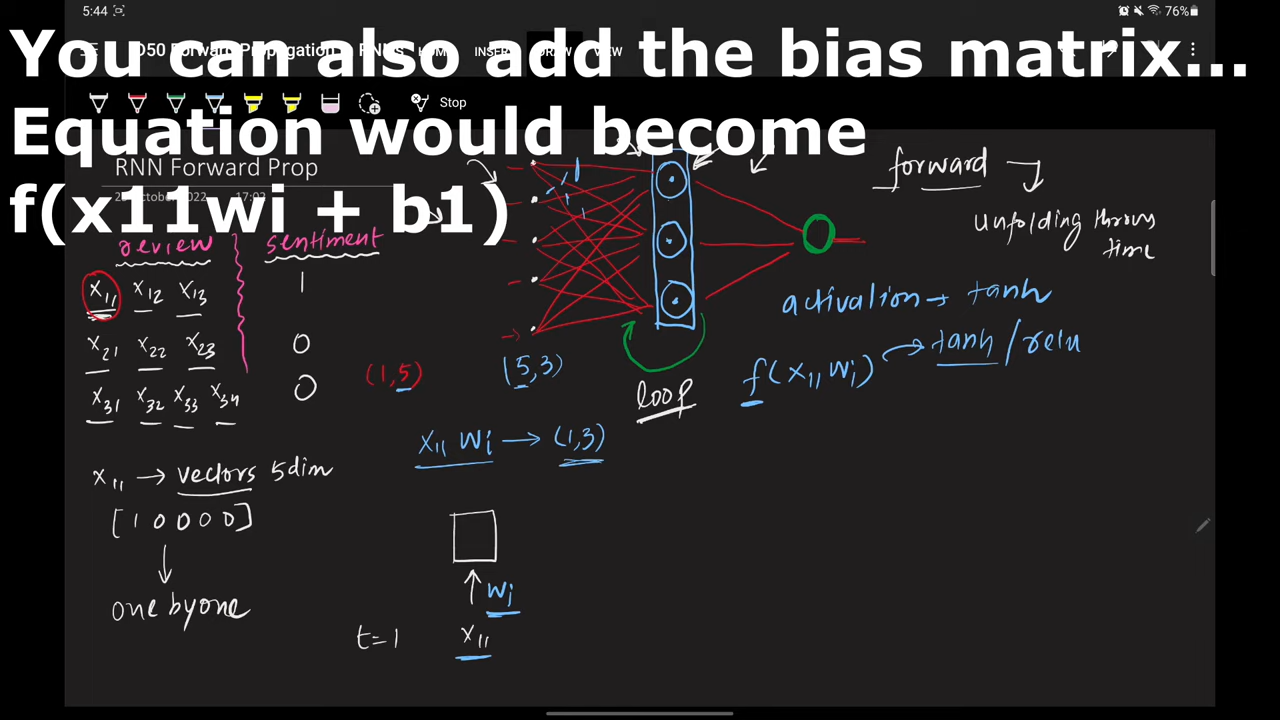 5:44
76%
You can also add the bias matrix...
Equation would become
f(x11wi + b1)
Stop
RNN Forward Prop
2022
review sentiment
x11 x12 x13 1
x21 x22 x23 0
x31 x32 x33 x34 0
x11 → vectors 5dim
[1 0 0 0 0]
one by one
(1,5) (5,3)
loop
x11 wi → (1,3)
wi
t=1 x11
forward
Unfolding throws
time
activation → tanh
f(x11 wi) → tanh/relu